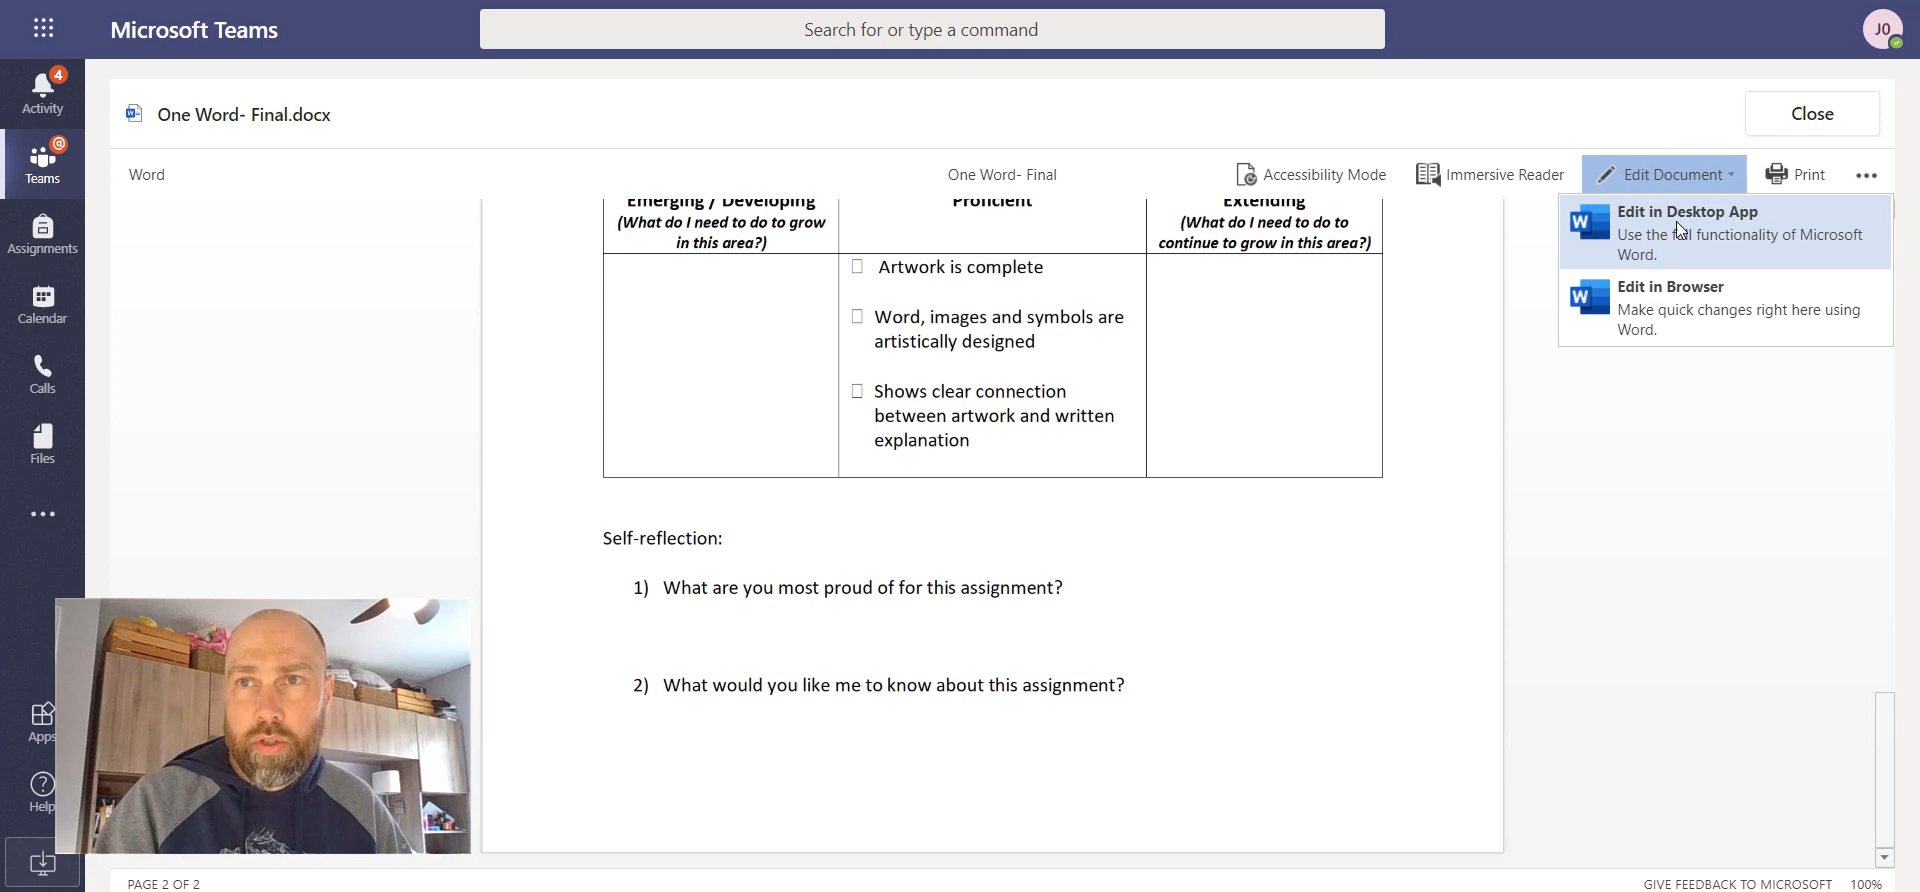 Microsoft Teams
Search for or type a command
J0
4
Activity
One Word- Final.docx
Close
@
Teams
Word
One Word- Final
Accessibility Mode
Immersive Reader
Edit Document
Print
Assignments
Calendar
Calls
Files
Apps
Help
Edit in Desktop App
Use the full functionality of Microsoft
Word.
Edit in Browser
Make quick changes right here using
Word.
Emerging / Developing
(What do I need to do to grow
in this area?)
Proficient
Extending
(What do I need to do to
continue to grow in this area?)
Artwork is complete
Word, images and symbols are
artistically designed
Shows clear connection
between artwork and written
explanation
Self-reflection:
1) What are you most proud of for this assignment?
2) What would you like me to know about this assignment?
PAGE 2 OF 2
GIVE FEEDBACK TO MICROSOFT
100%